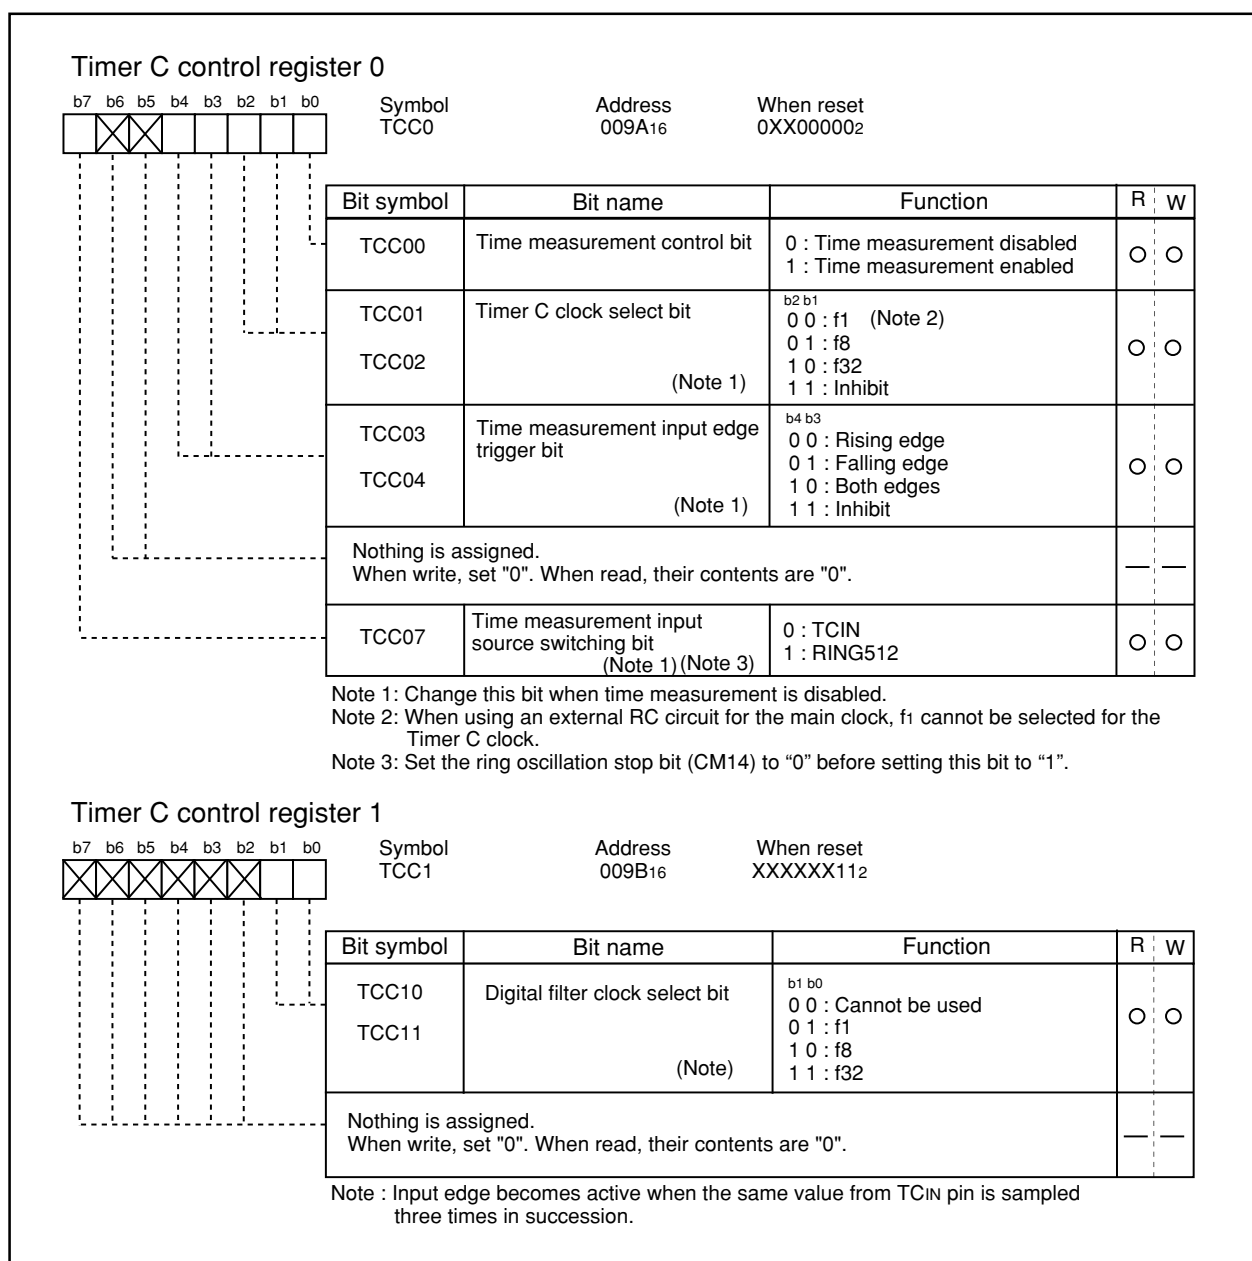 Timer C control register 0
b7 b6 b5 b4 b3 b2 b1 b0
Symbol Address When reset
TCC0 009A16 0XX000002
Bit symbol Bit name Function R W
TCC00 Time measurement control bit 0 : Time measurement disabled
1 : Time measurement enabled
TCC01 Timer C clock select bit b2 b1
0 0 : f1 (Note 2)
0 1 : f8
TCC02 1 0 : f32
(Note 1) 1 1 : Inhibit
TCC03 Time measurement input edge b4 b3
trigger bit 0 0 : Rising edge
0 1 : Falling edge
TCC04 1 0 : Both edges
(Note 1) 1 1 : Inhibit
Nothing is assigned.
When write, set "0". When read, their contents are "0".
— —
TCC07 Time measurement input 0 : TCIN
source switching bit 1 : RING512
(Note 1) (Note 3)
Note 1: Change this bit when time measurement is disabled.
Note 2: When using an external RC circuit for the main clock, f1 cannot be selected for the
Timer C clock.
Note 3: Set the ring oscillation stop bit (CM14) to “0” before setting this bit to “1”.
Timer C control register 1
b7 b6 b5 b4 b3 b2 b1 b0
Symbol Address When reset
TCC1 009B16 XXXXXX112
Bit symbol Bit name Function R W
TCC10 Digital filter clock select bit b1 b0
0 0 : Cannot be used
TCC11 0 1 : f1
1 0 : f8
(Note) 1 1 : f32
Nothing is assigned.
When write, set "0". When read, their contents are "0".
— —
Note : Input edge becomes active when the same value from TCIN pin is sampled
three times in succession.